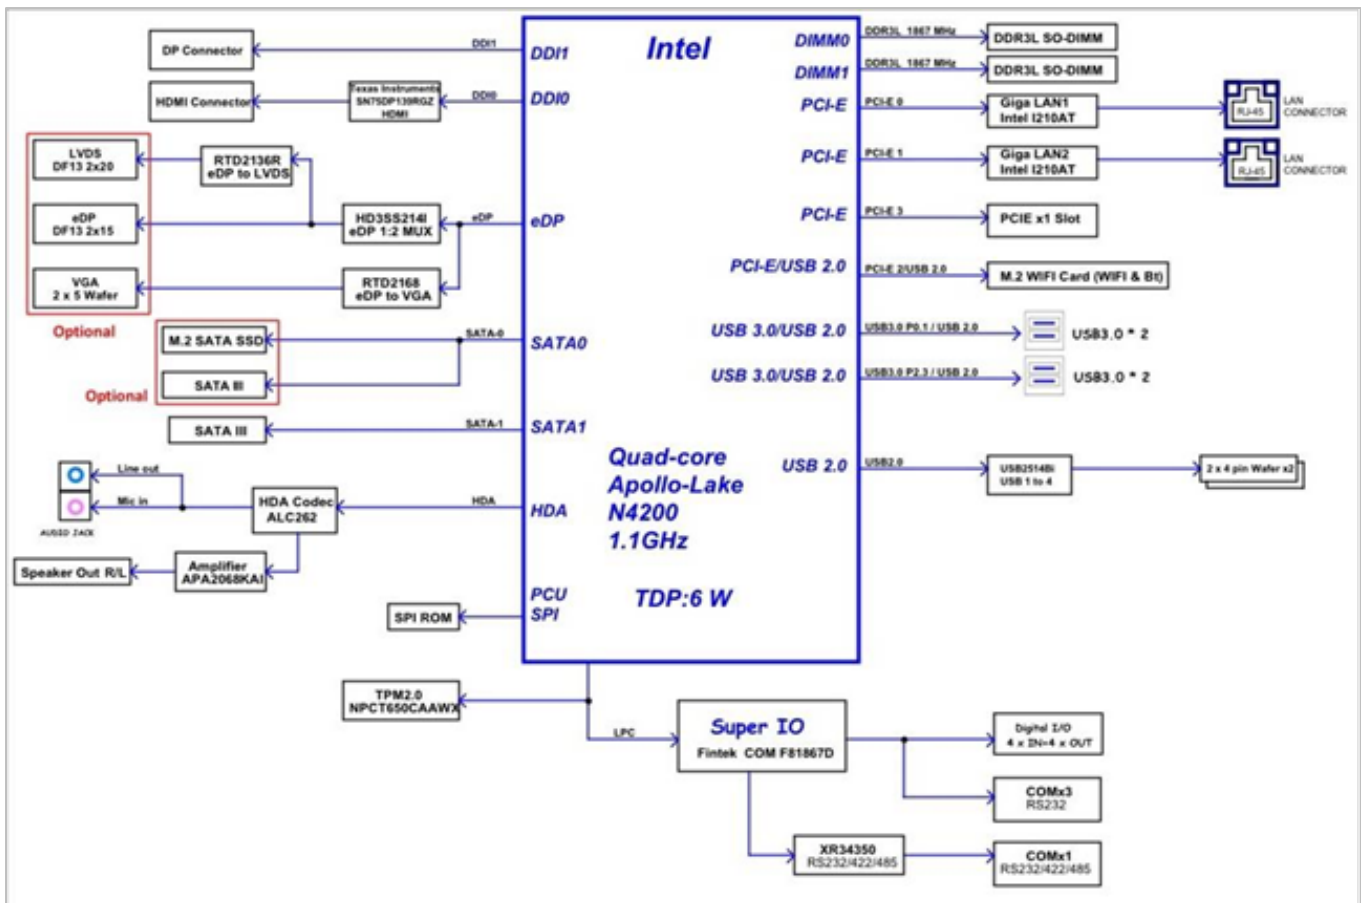 Intel
DP Connector
DDI1
DDI1
HDMI Connector
Texas Instruments
SN75DP139RGZ
HDMI
DDI0
DDI0
LVDS
DF13 2x20
RTD2136R
eDP to LVDS
eDP
DF13 2x15
HD3SS214I
eDP 1:2 MUX
eDP
eDP
VGA
2 x 5 Wafer
RTD2168
eDP to VGA
Optional
M.2 SATA SSD
SATA-0
SATA0
SATA III
Optional
SATA III
SATA-1
SATA1
Line out
Mic in
AUDIO JACK
HDA Codec
ALC262
HDA
HDA
Speaker Out R/L
Amplifier
APA2068KAI
SPI ROM
PCU
SPI
Quad-core
Apollo-Lake
N4200
1.1GHz
TDP:6 W
DIMM0
DDR3L 1867 MHz
DDR3L SO-DIMM
DIMM1
DDR3L 1867 MHz
DDR3L SO-DIMM
PCI-E
PCI-E 0
Giga LAN1
Intel I210AT
RJ-45
LAN
CONNECTOR
PCI-E
PCI-E 1
Giga LAN2
Intel I210AT
RJ-45
LAN
CONNECTOR
PCI-E
PCI-E 3
PCIE x1 Slot
PCI-E/USB 2.0
PCI-E 2/USB 2.0
M.2 WIFI Card (WIFI & Bt)
USB 3.0/USB 2.0
USB3.0 P0.1 / USB 2.0
USB3.0 * 2
USB 3.0/USB 2.0
USB3.0 P2.3 / USB 2.0
USB3.0 * 2
USB 2.0
USB2.0
USB2514Bi
USB 1 to 4
2 x 4 pin Wafer x2
TPM2.0
NPCT650CAAWX
LPC
Super IO
Fintek COM F81867D
Digital I/O
4 x IN+4 x OUT
COMx3
RS232
XR34350
RS232/422/485
COMx1
RS232/422/485